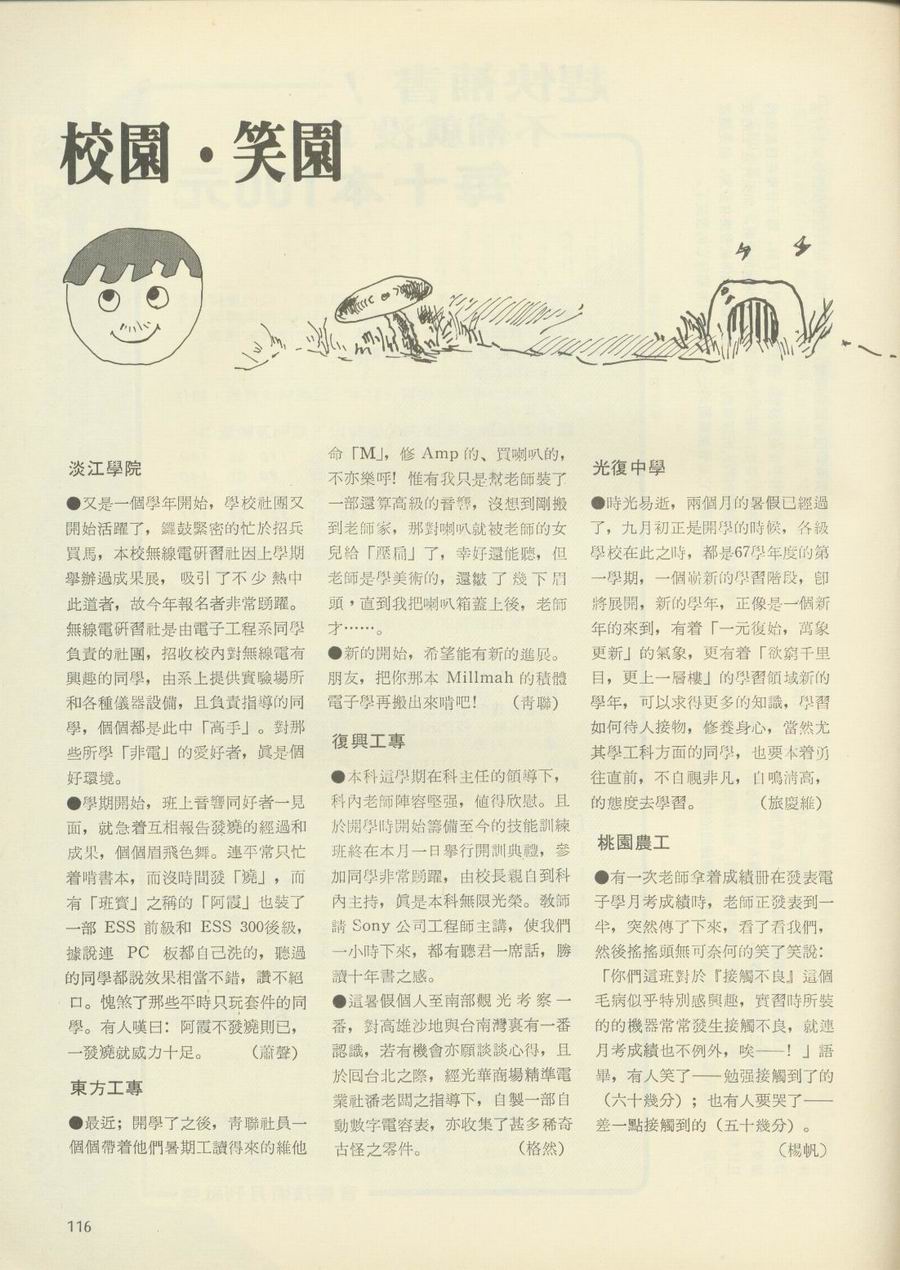 校園・笑園
淡江學院
●又是一個學年開始，學校社團又
開始活躍了，鑼鼓緊密的忙於招兵
買馬，本校無線電研習社因上學期
舉辦過成果展，吸引了不少熱中
此道者，故今年報名者非常踴躍。
無線電研習社是由電子工程系同學
負責的社團，招收校內對無線電有
興趣的同學，由系上提供實驗場所
和各種儀器設備，且負責指導的同
學，個個都是此中「高手」。對那
些所學「非電」的愛好者，眞是個
好環境。
●學期開始，班上音響同好者一見
面，就急着互相報告發燒的經過和
成果，個個眉飛色舞。連平常只忙
着啃書本，而沒時間發「燒」，而
有「班寳」之稱的「阿霞」也裝了
一部 ESS 前級和 ESS 300後級，
據說連 PC 板都自己洗的，聽過
的同學都說效果相當不錯，讚不絕
口。愧煞了那些平時只玩套件的同
學。有人嘆曰：阿霞不發燒則已，
一發燒就威力十足。（蕭聲）
東方工專
●最近；開學了之後，靑聯社員一
個個帶着他們暑期工讀得來的維他
命「M」，修 Amp 的、買喇叭的，
不亦樂呼！惟有我只是幫老師裝了
一部還算高級的音響，沒想到剛搬
到老師家，那對喇叭就被老師的女
兒給「壓扁」了，幸好還能聽，但
老師是學美術的，還皺了幾下眉
頭，直到我把喇叭箱蓋上後，老師
才……。
●新的開始，希望能有新的進展。
朋友，把你那本 Millmah 的積體
電子學再搬出來啃吧！（靑聯）
復興工專
●本科這學期在科主任的領導下，
科內老師陣容堅强，値得欣慰。且
於開學時開始籌備至今的技能訓練
班終在本月一日舉行開訓典禮，參
加同學非常踴躍，由校長親自到科
內主持，眞是本科無限光榮。敎師
請 Sony 公司工程師主講，使我們
一小時下來，都有聽君一席話，勝
讀十年書之感。
●這暑假個人至南部觀光考察一
番，對高雄沙地與台南灣裏有一番
認識，若有機會亦願談談心得，且
於囘台北之際，經光華商場精準電
業社潘老闆之指導下，自製一部自
動數字電容表，亦收集了甚多稀奇
古怪之零件。（格然）
光復中學
●時光易逝，兩個月的暑假已經過
了，九月初正是開學的時候，各級
學校在此之時，都是67學年度的第
一學期，一個嶄新的學習階段，卽
將展開，新的學年，正像是一個新
年的來到，有着「一元復始，萬象
更新」的氣象，更有着「欲窮千里
目，更上一層樓」的學習領域新的
學年，可以求得更多的知識，學習
如何待人接物，修養身心，當然尤
其學工科方面的同學，也要本着勇
往直前，不自視非凡，自鳴淸高，
的態度去學習。（旅慶維）
桃園農工
●有一次老師拿着成績冊在發表電
子學月考成績時，老師正發表到一
半，突然傳了下來，看了看我們，
然後搖搖頭無可奈何的笑了笑說：
「你們這班對於『接觸不良』這個
毛病似乎特別感興趣，實習時所裝
的的機器常常發生接觸不良，就連
月考成績也不例外，唉——！」語
畢，有人笑了——勉强接觸到了的
（六十幾分）；也有人要哭了——
差一點接觸到的（五十幾分）。
（楊帆）
116